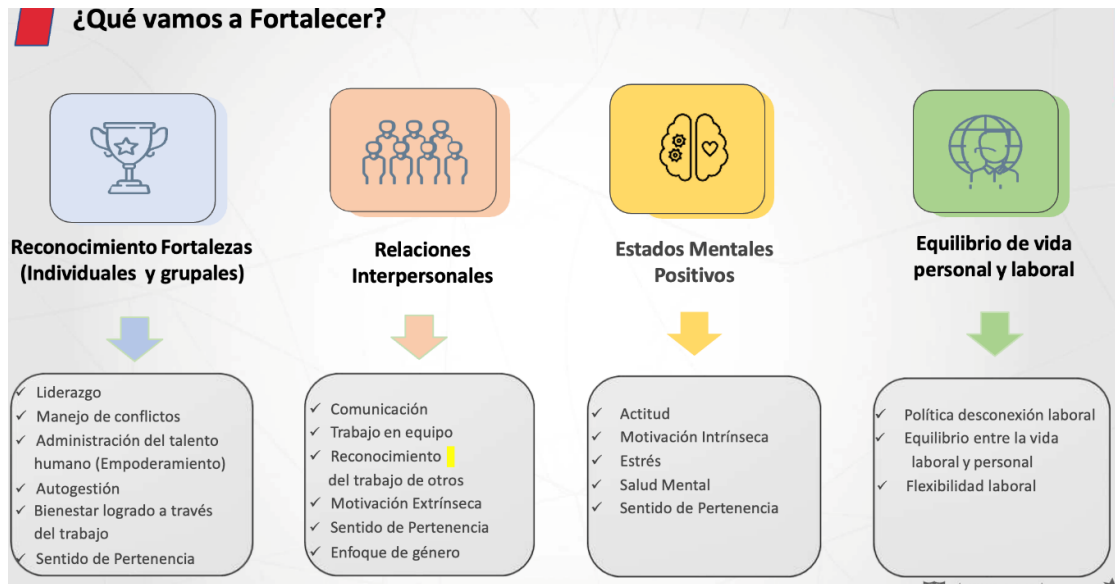 ¿Qué vamos a Fortalecer?
Reconocimiento Fortalezas
(Individuales y grupales)
✓ Liderazgo
✓ Manejo de conflictos
✓ Administración del talento
humano (Empoderamiento)
✓ Autogestión
✓ Bienestar logrado a través
del trabajo
✓ Sentido de Pertenencia
Relaciones
Interpersonales
✓ Comunicación
✓ Trabajo en equipo
✓ Reconocimiento
del trabajo de otros
✓ Motivación Extrínseca
✓ Sentido de Pertenencia
✓ Enfoque de género
Estados Mentales
Positivos
✓ Actitud
✓ Motivación Intrínseca
✓ Estrés
✓ Salud Mental
✓ Sentido de Pertenencia
Equilibrio de vida
personal y laboral
✓ Política desconexión laboral
✓ Equilibrio entre la vida
laboral y personal
✓ Flexibilidad laboral